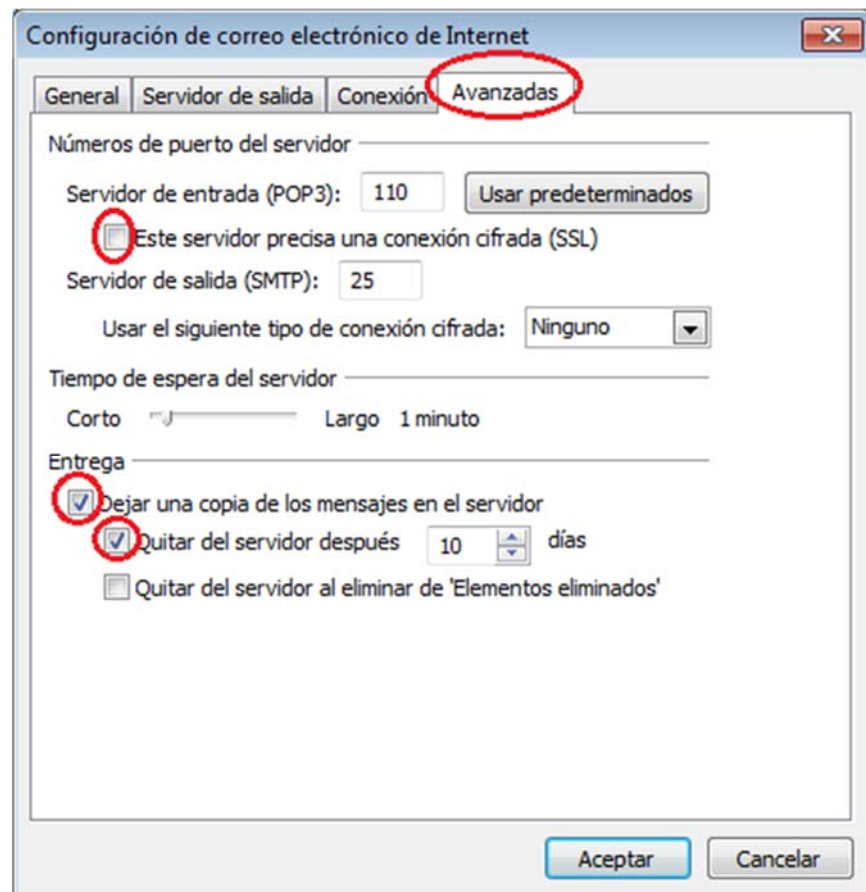 Configuración de correo electrónico de Internet
General Servidor de salida Conexión Avanzadas
Números de puerto del servidor
Servidor de entrada (POP3): 110 Usar predeterminados
Este servidor precisa una conexión cifrada (SSL)
Servidor de salida (SMTP): 25
Usar el siguiente tipo de conexión cifrada: Ninguno
Tiempo de espera del servidor
Corto Largo 1 minuto
Entrega
Dejar una copia de los mensajes en el servidor
Quitar del servidor después 10 días
Quitar del servidor al eliminar de 'Elementos eliminados'
Aceptar Cancelar